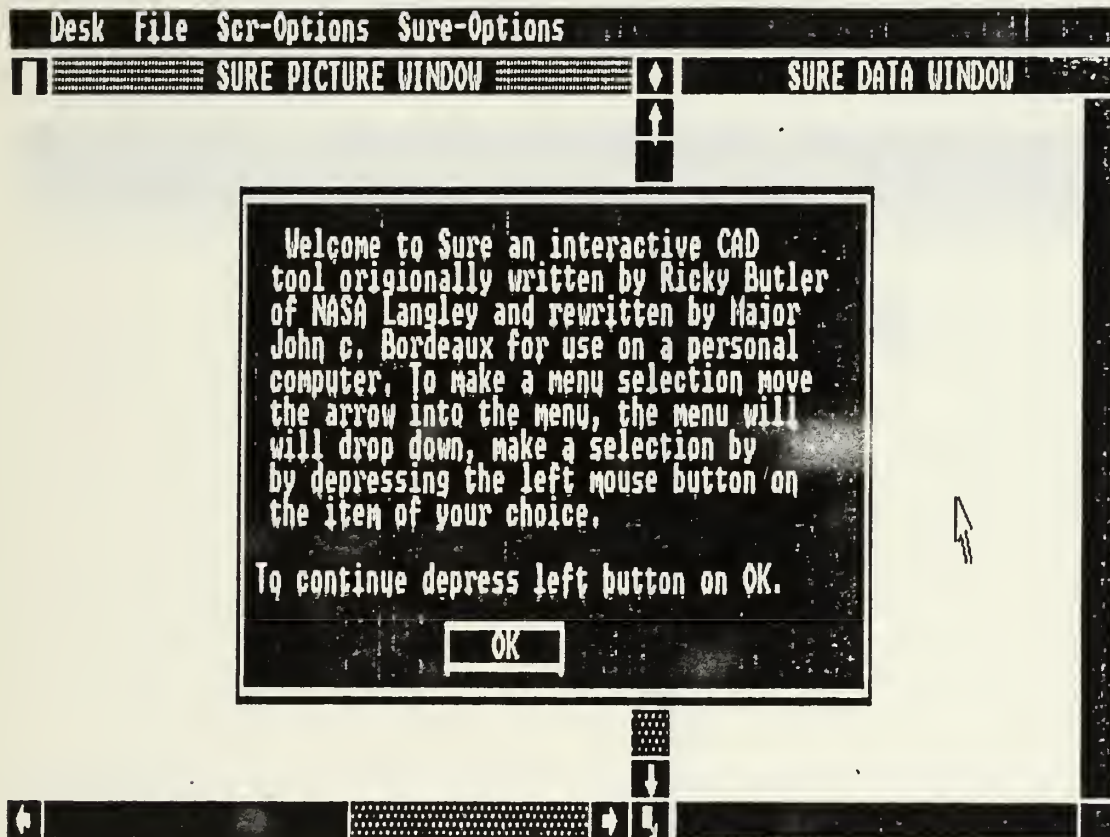 Desk File Scr-Options Sure-Options
SURE PICTURE WINDOW
SURE DATA WINDOW
Welcome to Sure an interactive CAD
tool origionally written by Ricky Butler
of NASA Langley and rewritten by Major
John c. Bordeaux for use on a personal
computer. To make a menu selection move
the arrow into the menu, the menu will
will drop down, make a selection by
by depressing the left mouse button on
the item of your choice.
To continue depress left button on OK.
OK